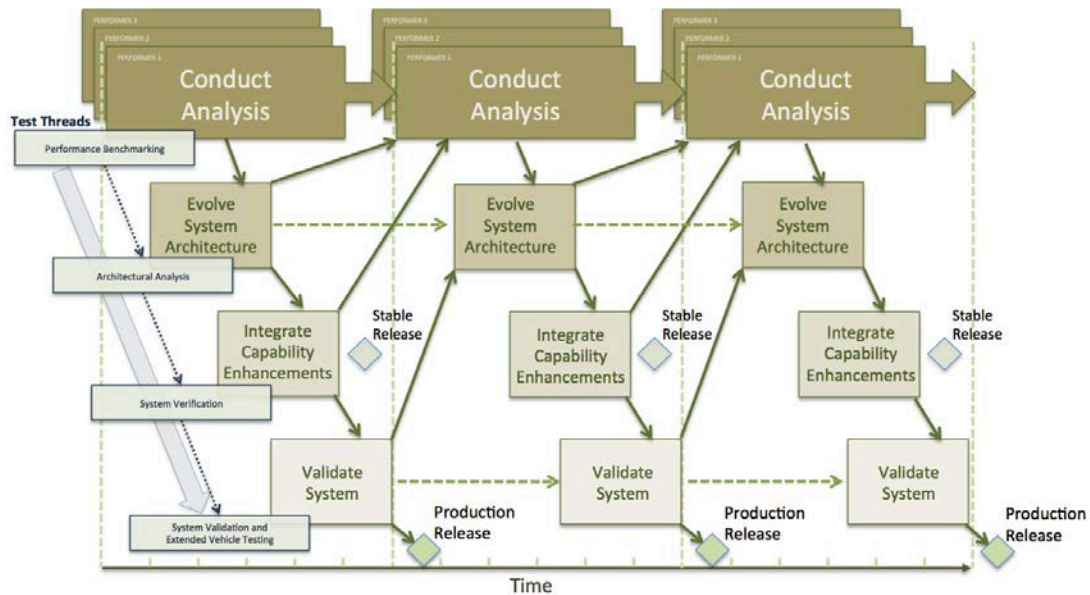 PERFORMER 3
PERFORMER 2
PERFORMER 1
Conduct
Analysis
PERFORMER 3
PERFORMER 2
PERFORMER 1
Conduct
Analysis
PERFORMER 3
PERFORMER 2
PERFORMER 1
Conduct
Analysis
Test Threads
Performance Benchmarking
Evolve
System
Architecture
Evolve
System
Architecture
Evolve
System
Architecture
Architectural Analysis
Integrate
Capability
Enhancements
Stable
Release
Integrate
Capability
Enhancements
Stable
Release
Integrate
Capability
Enhancements
Stable
Release
System Verification
Validate
System
Validate
System
Validate
System
System Validation and
Extended Vehicle Testing
Production
Release
Production
Release
Production
Release
Time